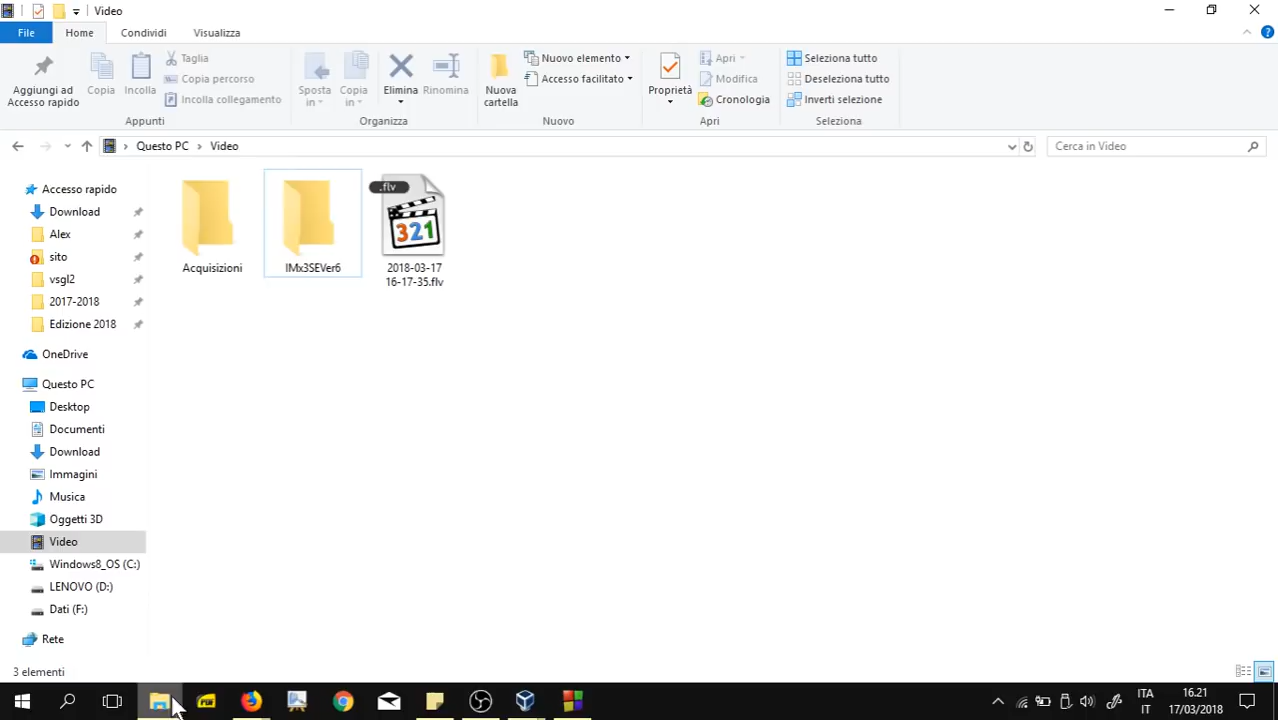 Video
File
Home
Condividi
Visualizza
Aggiungi ad
Accesso rapido
Copia
Incolla
Taglia
Copia percorso
Incolla collegamento
Appunti
Sposta
in
Copia
in
Elimina
Rinomina
Organizza
Nuova
cartella
Nuovo elemento
Accesso facilitato
Nuovo
Proprietà
Apri
Modifica
Cronologia
Apri
Seleziona tutto
Deseleziona tutto
Inverti selezione
Seleziona
Questo PC
Video
Cerca in Video
Accesso rapido
Download
Alex
sito
vsgl2
2017-2018
Edizione 2018
OneDrive
Questo PC
Desktop
Documenti
Download
Immagini
Musica
Oggetti 3D
Video
Windows8_OS (C:)
LENOVO (D:)
Dati (F:)
Rete
Acquisizioni
IMx3SEVer6
.flv
321
2018-03-17
16-17-35.flv
3 elementi
ITA
IT
16.21
17/03/2018